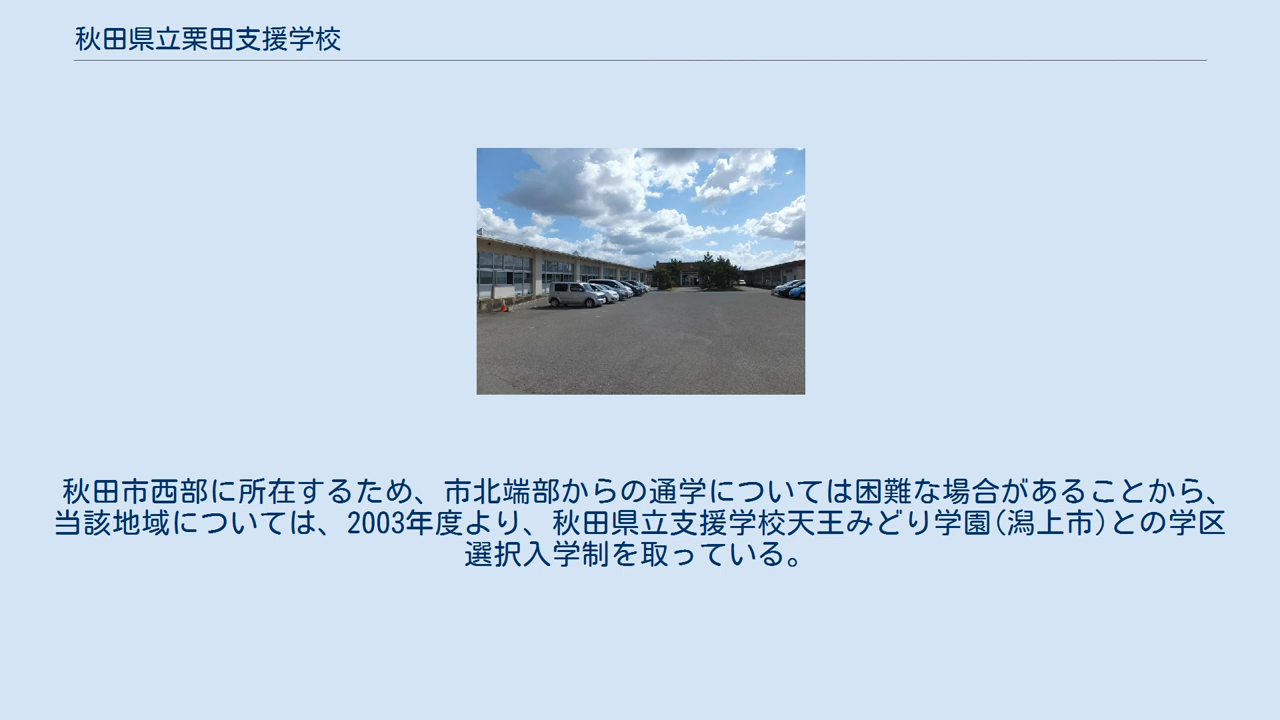 秋田県立栗田支援学校
秋田市西部に所在するため、市北端部からの通学については困難な場合があることから、
当該地域については、2003年度より、秋田県立支援学校天王みどり学園(潟上市)との学区
選択入学制を取っている。